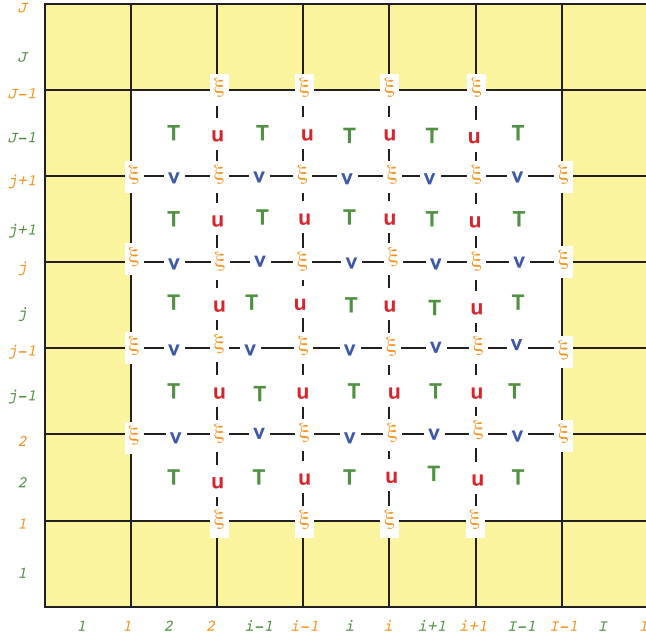 J
J
J-1 ξ ξ ξ ξ
J-1 T u T u T u T u T
j+1 ξ v ξ v ξ v ξ v ξ v ξ
j+1 T u T u T u T u T
j ξ v ξ v ξ v ξ v ξ v ξ
j T u T u T u T u T
j-1 ξ v ξ v ξ v ξ v ξ v ξ
j-1 T u T u T u T u T
2 ξ v ξ v ξ v ξ v ξ v ξ
2 T u T u T u T u T
1 ξ ξ ξ ξ
1
1 1 2 2 i-1 i-1 i i i+1 i+1 I-1 I-1 I